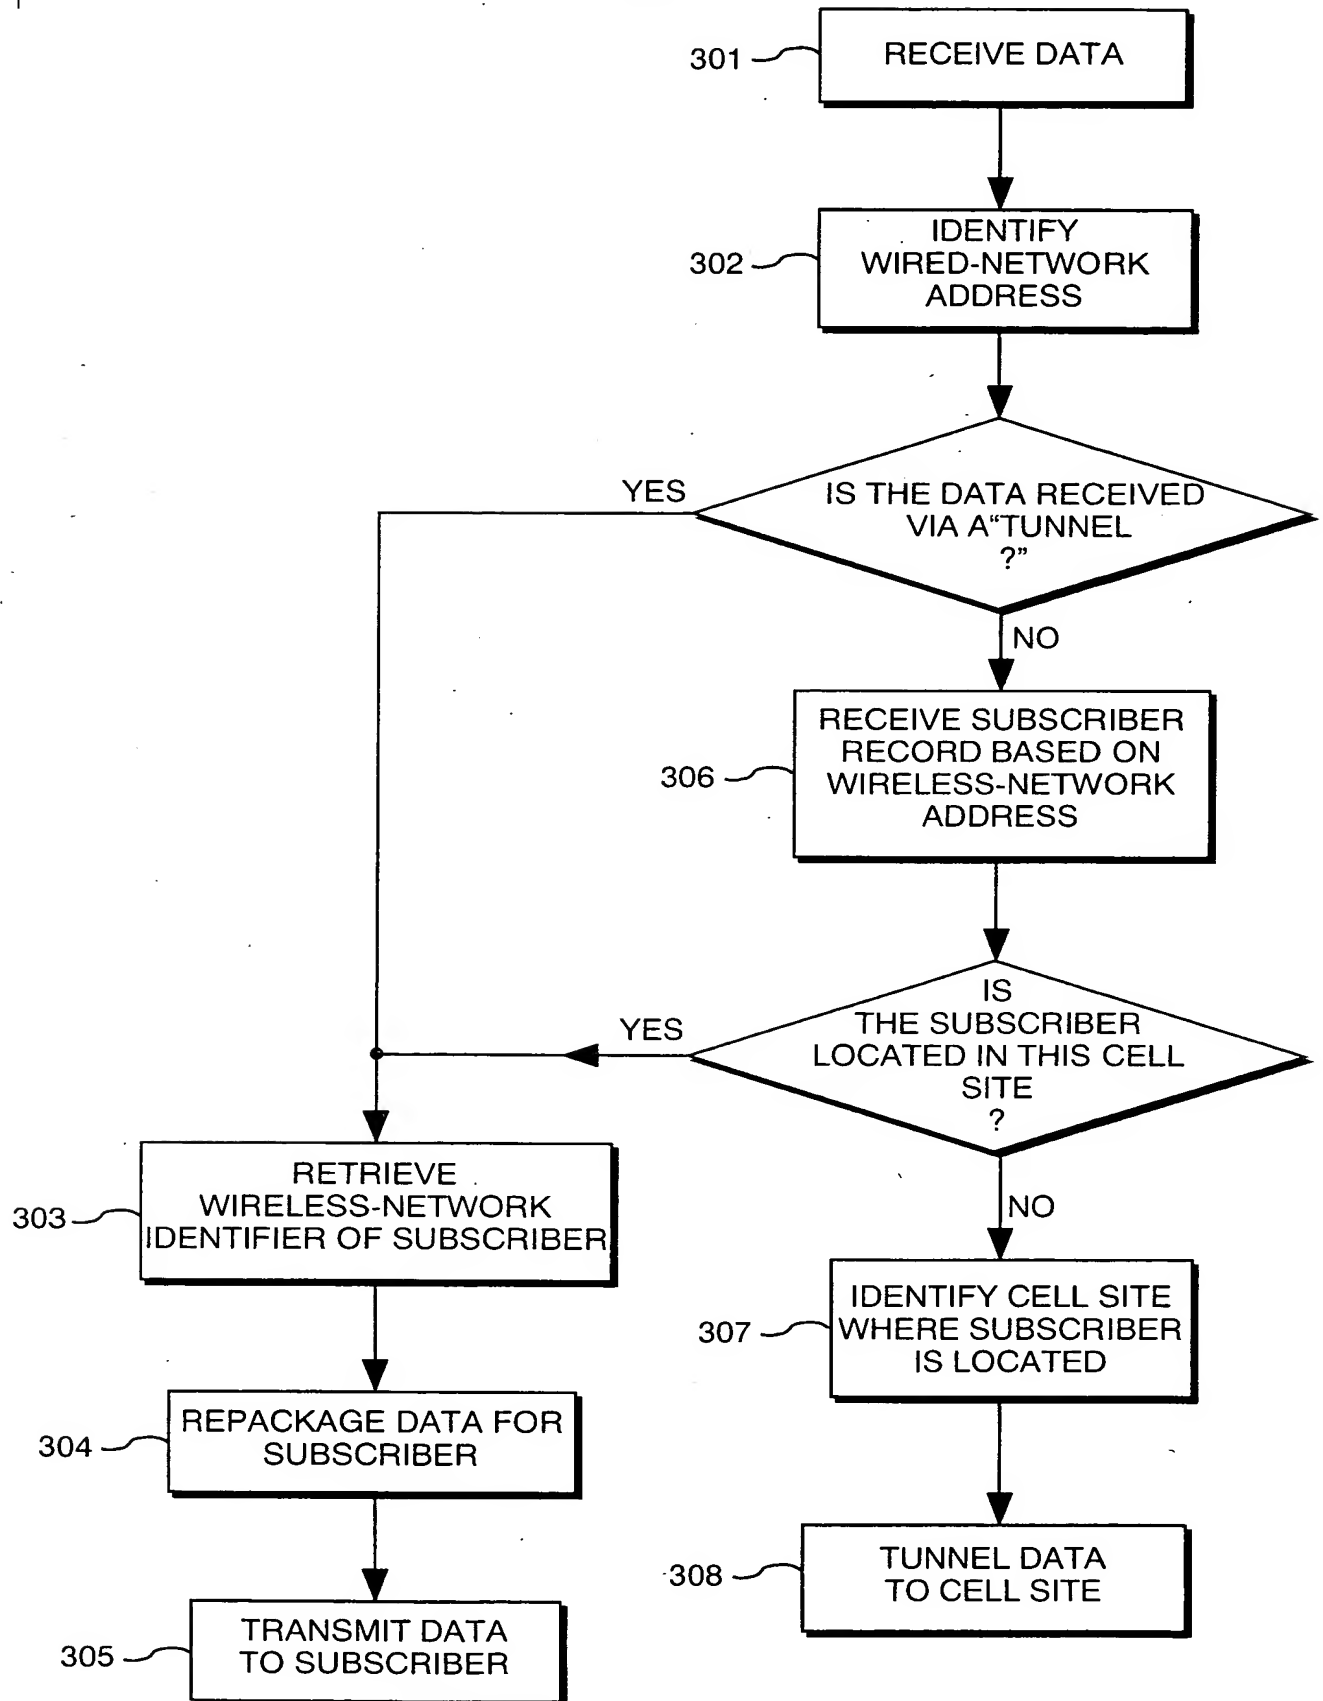 301
RECEIVE DATA
302
IDENTIFY
WIRED-NETWORK
ADDRESS
YES
IS THE DATA RECEIVED
VIA A“TUNNEL
?”
NO
306
RECEIVE SUBSCRIBER
RECORD BASED ON
WIRELESS-NETWORK
ADDRESS
YES
IS
THE SUBSCRIBER
LOCATED IN THIS CELL
SITE
?
NO
303
RETRIEVE
WIRELESS-NETWORK
IDENTIFIER OF SUBSCRIBER
307
IDENTIFY CELL SITE
WHERE SUBSCRIBER
IS LOCATED
304
REPACKAGE DATA FOR
SUBSCRIBER
308
TUNNEL DATA
TO CELL SITE
305
TRANSMIT DATA
TO SUBSCRIBER